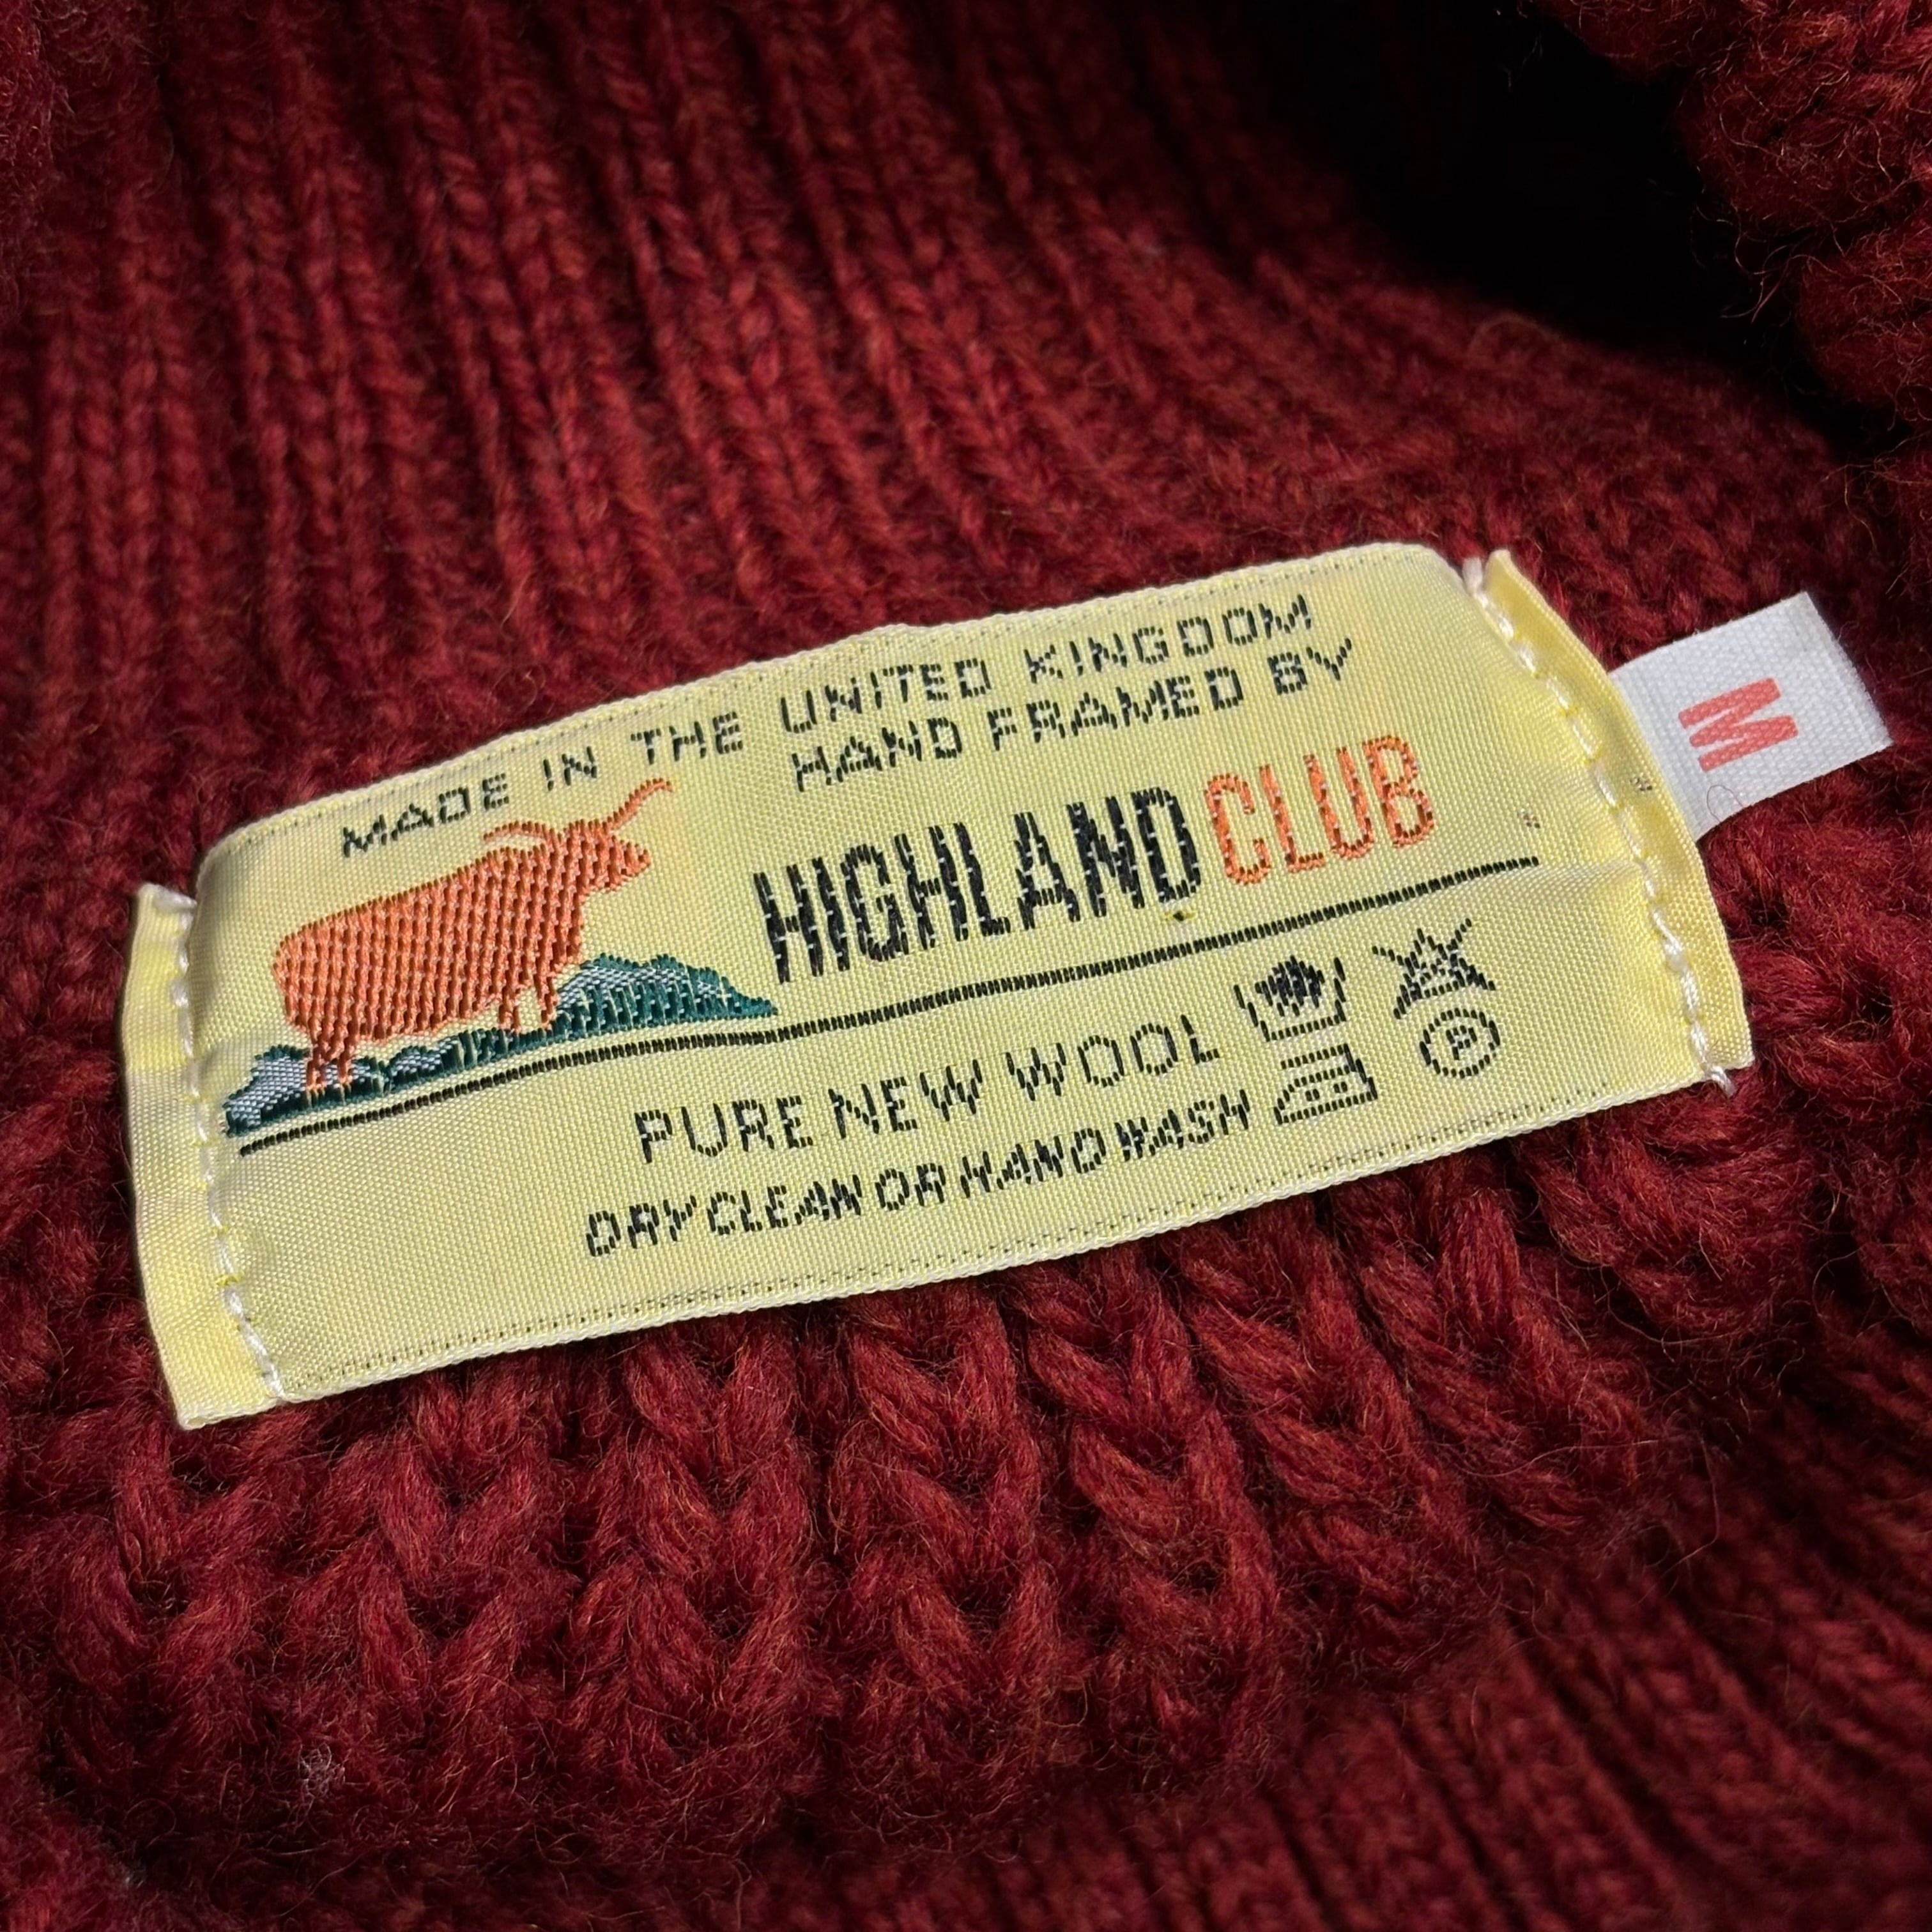 MADE IN THE UNITED KINGDOM
HAND FRAMED BY
HIGHLAND CLUB
PURE NEW WOOL
DRY CLEAN OR HAND WASH
P
M